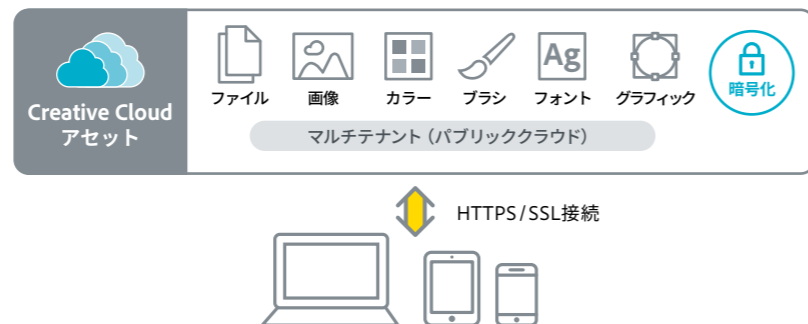 Creative Cloud
アセット
ファイル
画像
カラー
ブラシ
Ag
フォント
グラフィック
暗号化
マルチテナント（パブリッククラウド）
HTTPS/SSL接続